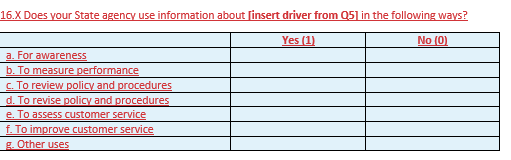 16.X Does your State agency use information about [insert driver from Q5] in the following ways?
Yes (1) No (0)
a. For awareness
b. To measure performance
c. To review policy and procedures
d. To revise policy and procedures
e. To assess customer service
f. To improve customer service
g. Other uses